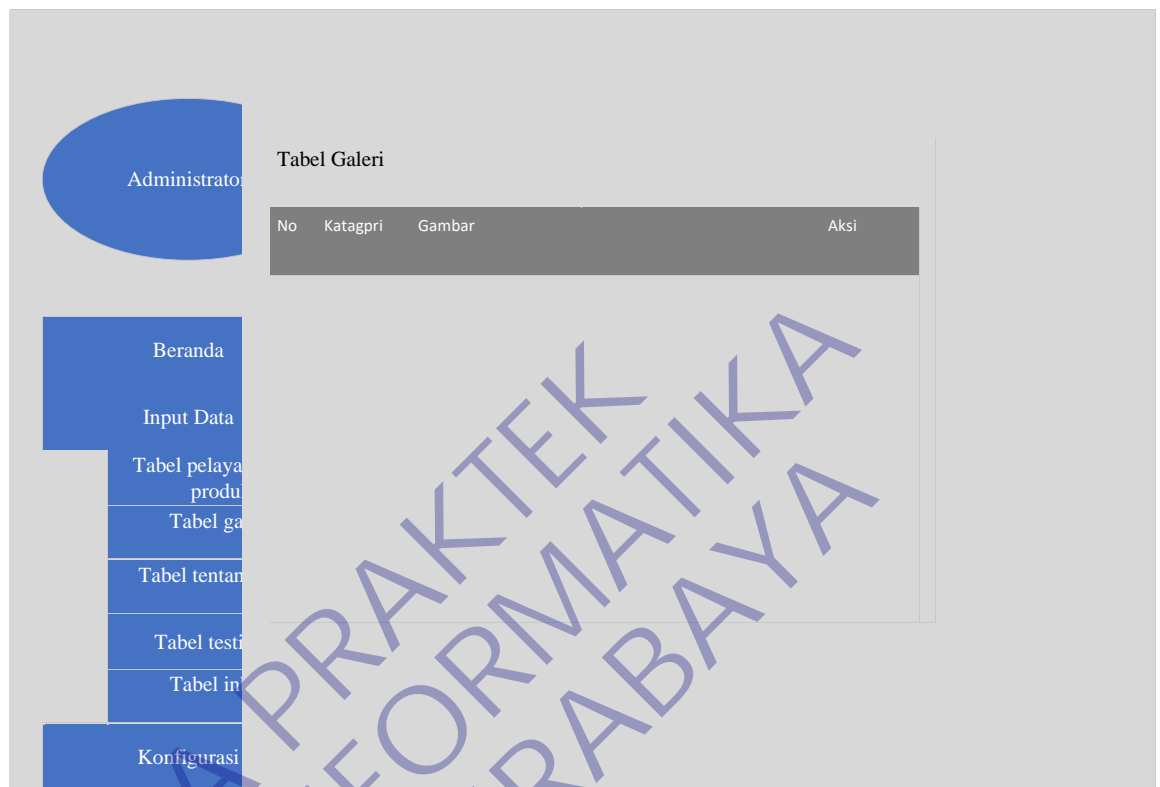 Administrator
Beranda
Input Data
Tabel pelaya
produ
Tabel ga
Tabel tentan
Tabel testi
Tabel in
Konfigurasi
Tabel Galeri
No Katagpri Gambar Aksi
A PRAKTEK
FORMATIKA
RABAYA